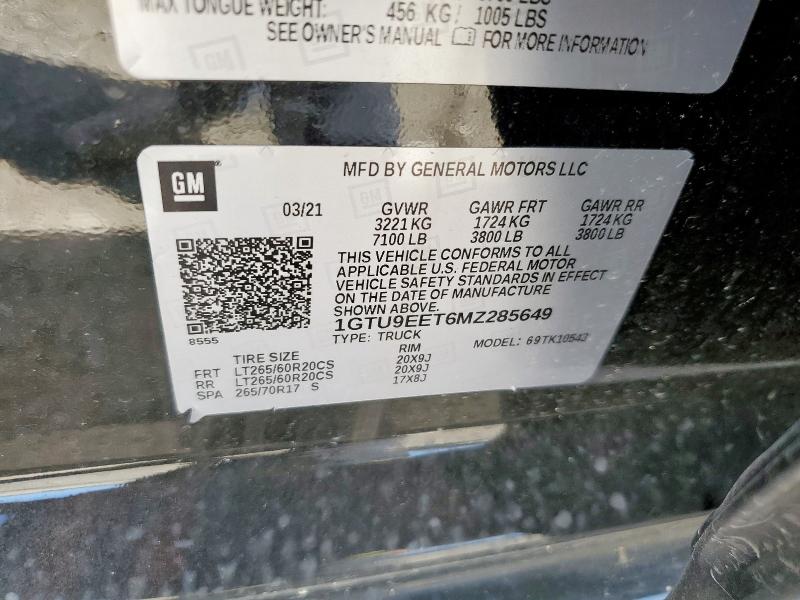 MAX TONGUE WEIGHT: 456 KG/ 1005 LBS
SEE OWNER'S MANUAL FOR MORE INFORMATION
GM
MFD BY GENERAL MOTORS LLC
03/21 GVWR GAWR FRT GAWR RR
3221 KG 1724 KG 1724 KG
7100 LB 3800 LB 3800 LB
THIS VEHICLE CONFORMS TO ALL
APPLICABLE U.S. FEDERAL MOTOR
VEHICLE SAFETY STANDARDS IN EFFECT
ON THE DATE OF MANUFACTURE
SHOWN ABOVE.
1GTU9EET6MZ285649
8555
TYPE: TRUCK MODEL: 69TK10543
TIRE SIZE RIM
FRT LT265/60R20CS 20X9J
RR LT265/60R20CS 20X9J
SPA 265/70R17 S 17X8J